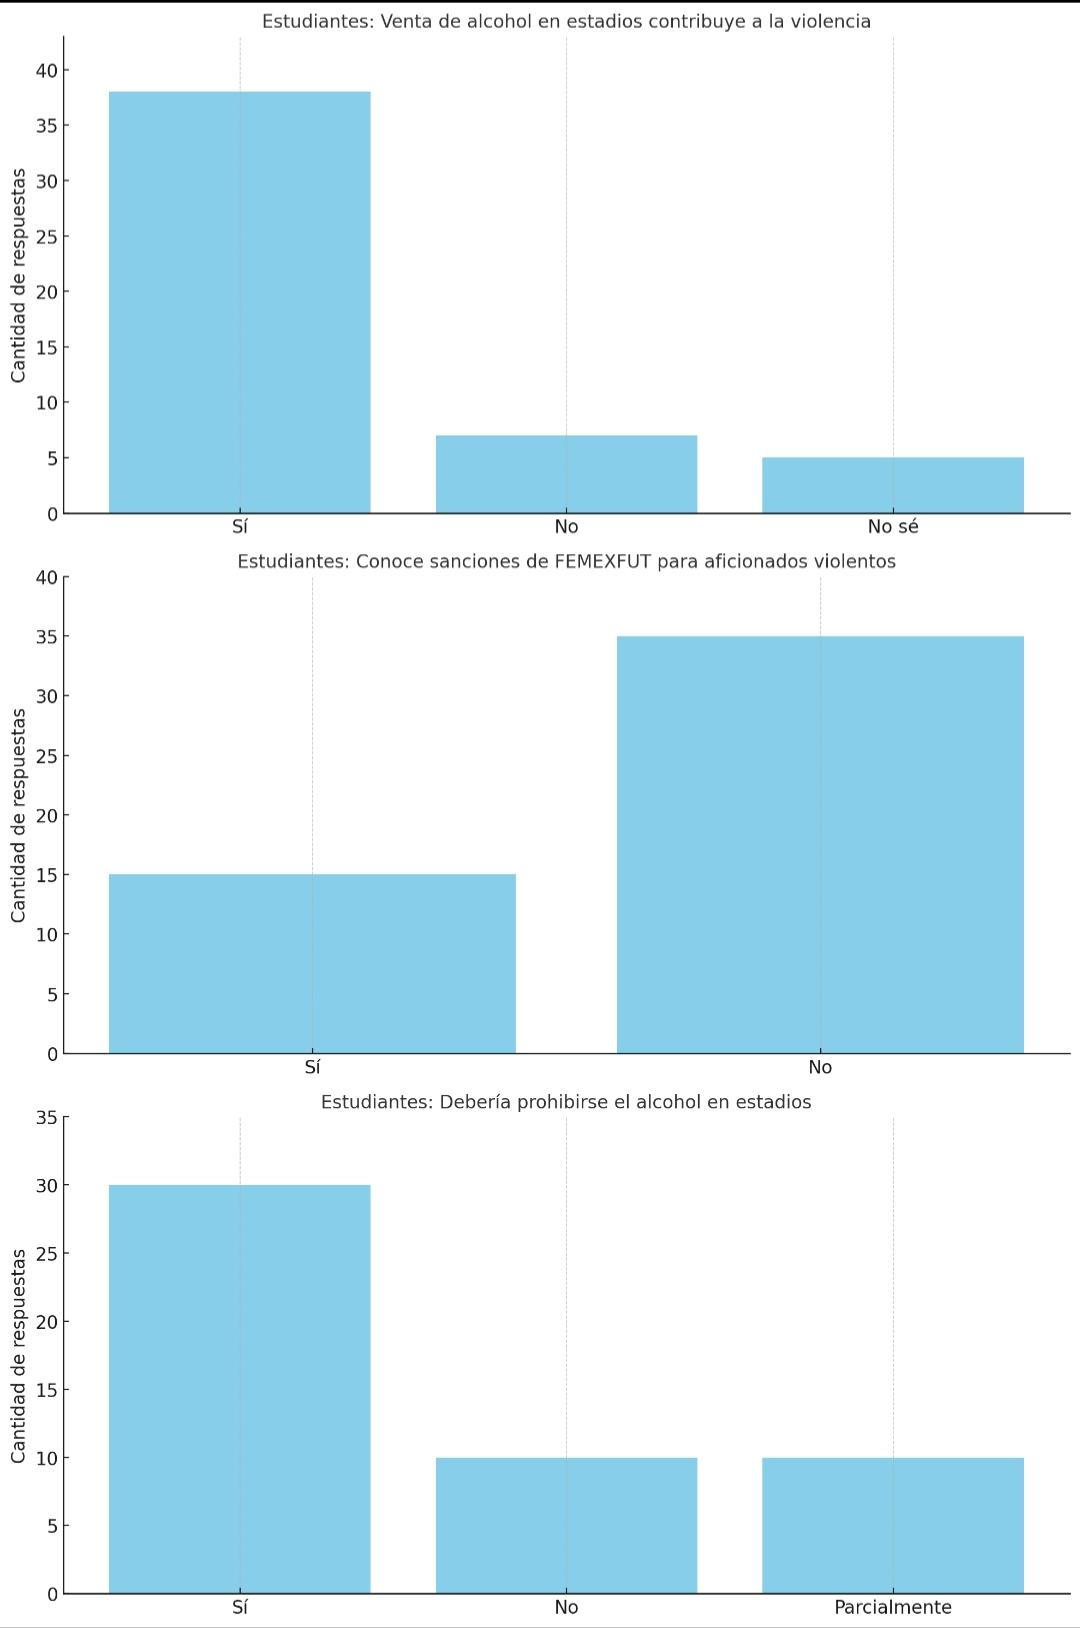 Estudiantes: Venta de alcohol en estadios contribuye a la violencia
Cantidad de respuestas
40
35
30
25
20
15
10
5
0
Sí No No sé
Estudiantes: Conoce sanciones de FEMEXFUT para aficionados violentos
Cantidad de respuestas
40
35
30
25
20
15
10
5
0
Sí No
Estudiantes: Debería prohibirse el alcohol en estadios
Cantidad de respuestas
35
30
25
20
15
10
5
0
Sí No Parcialmente